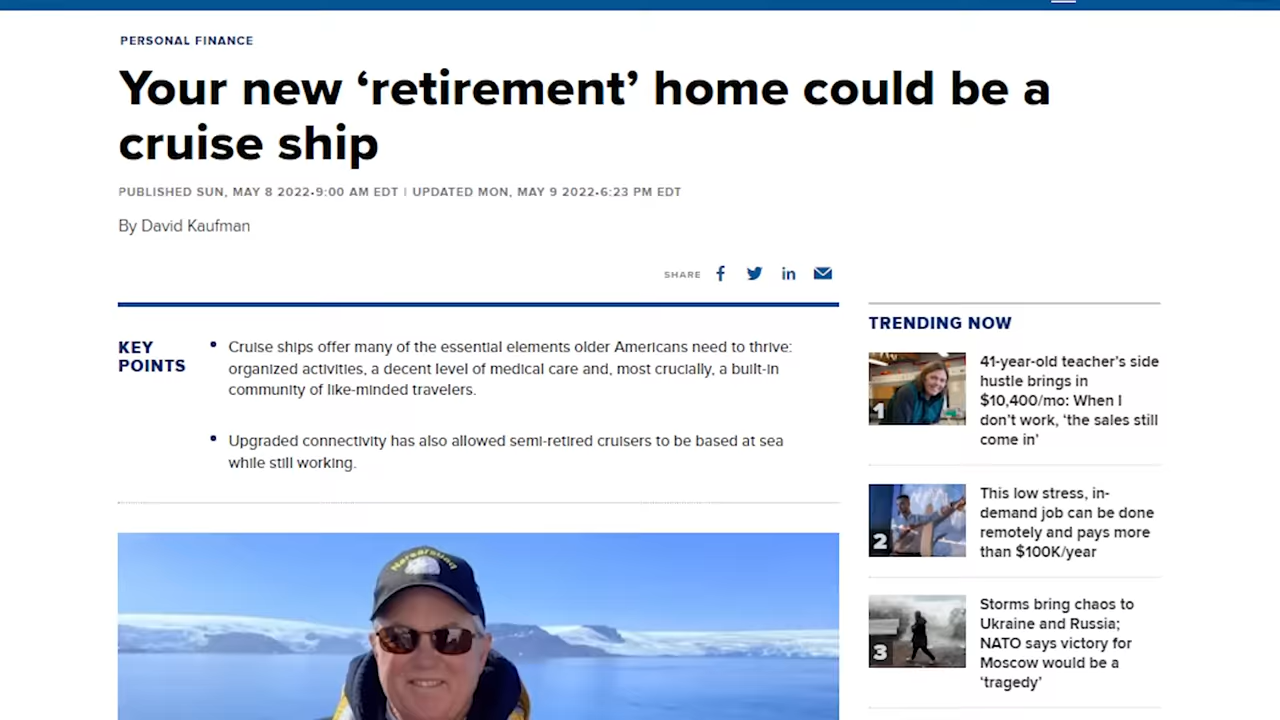 PERSONAL FINANCE
Your new ‘retirement’ home could be a
cruise ship
PUBLISHED SUN, MAY 8 2022•9:00 AM EDT | UPDATED MON, MAY 9 2022•6:23 PM EDT
By David Kaufman
SHARE
KEY
POINTS
Cruise ships offer many of the essential elements older Americans need to thrive:
organized activities, a decent level of medical care and, most crucially, a built-in
community of like-minded travelers.
Upgraded connectivity has also allowed semi-retired cruisers to be based at sea
while still working.
TRENDING NOW
1
41-year-old teacher's side
hustle brings in
$10,400/mo: When I
don't work, ‘the sales still
come in’
2
This low stress, in-
demand job can be done
remotely and pays more
than $100K/year
3
Storms bring chaos to
Ukraine and Russia;
NATO says victory for
Moscow would be a
‘tragedy’